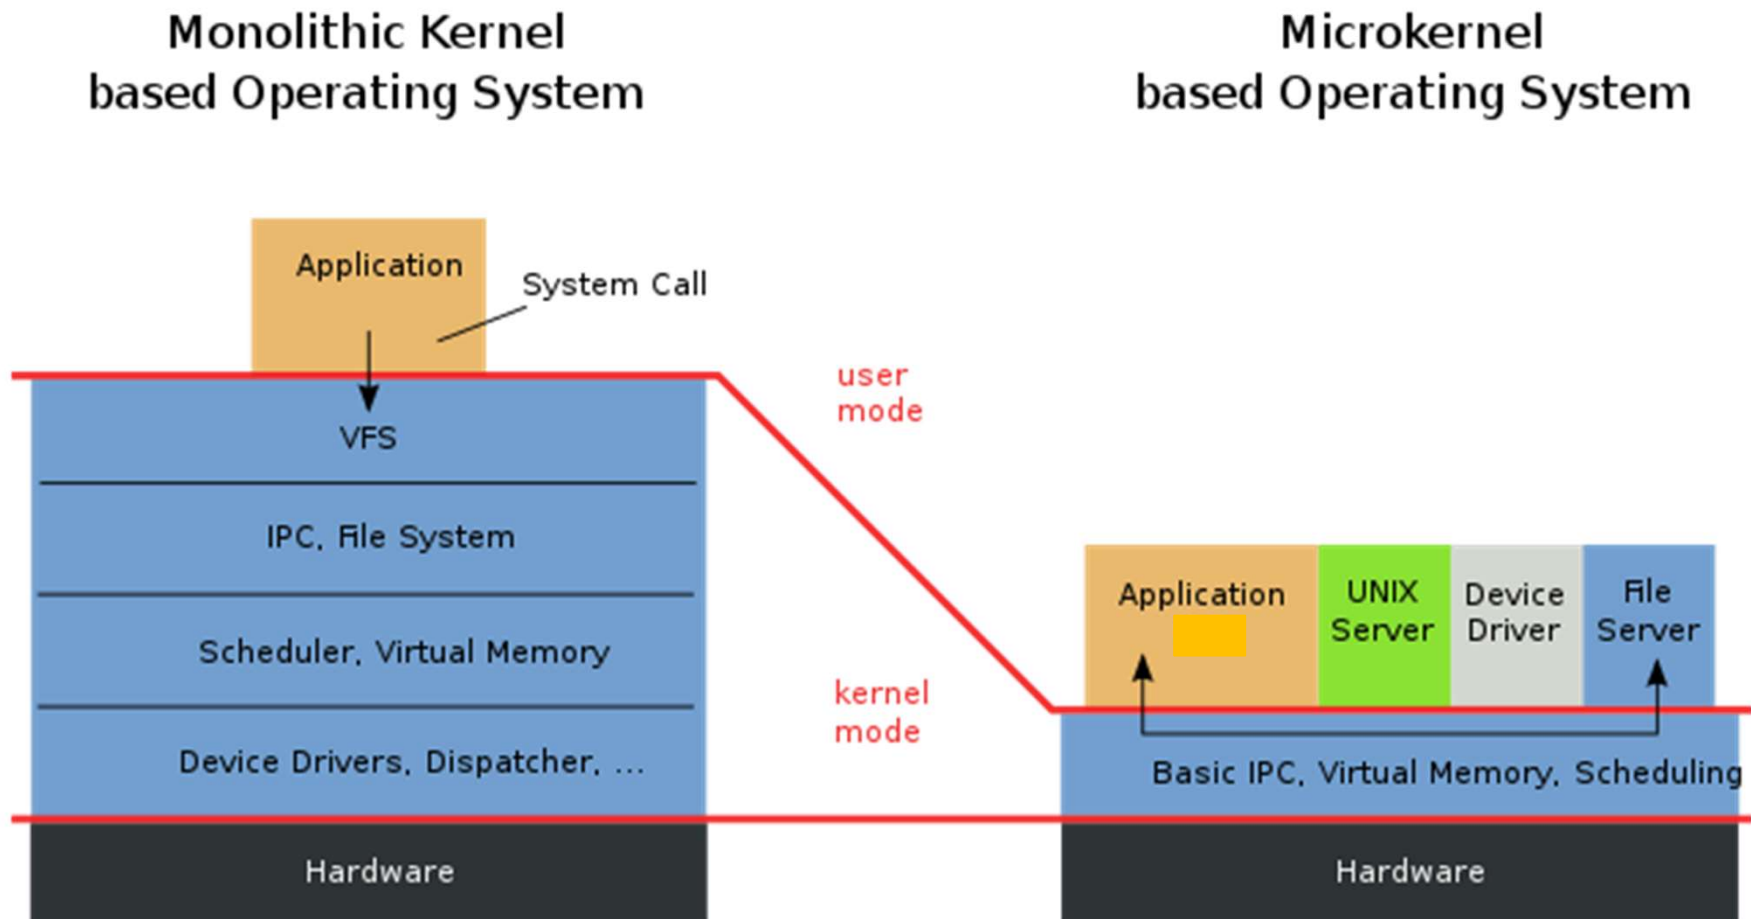 Monolithic Kernel
based Operating System
Application
System Call
VFS
IPC, File System
Scheduler, Virtual Memory
Device Drivers, Dispatcher, ...
Hardware
user
mode
kernel
mode
Microkernel
based Operating System
Application
UNIX
Server
Device
Driver
File
Server
Basic IPC, Virtual Memory, Scheduling
Hardware